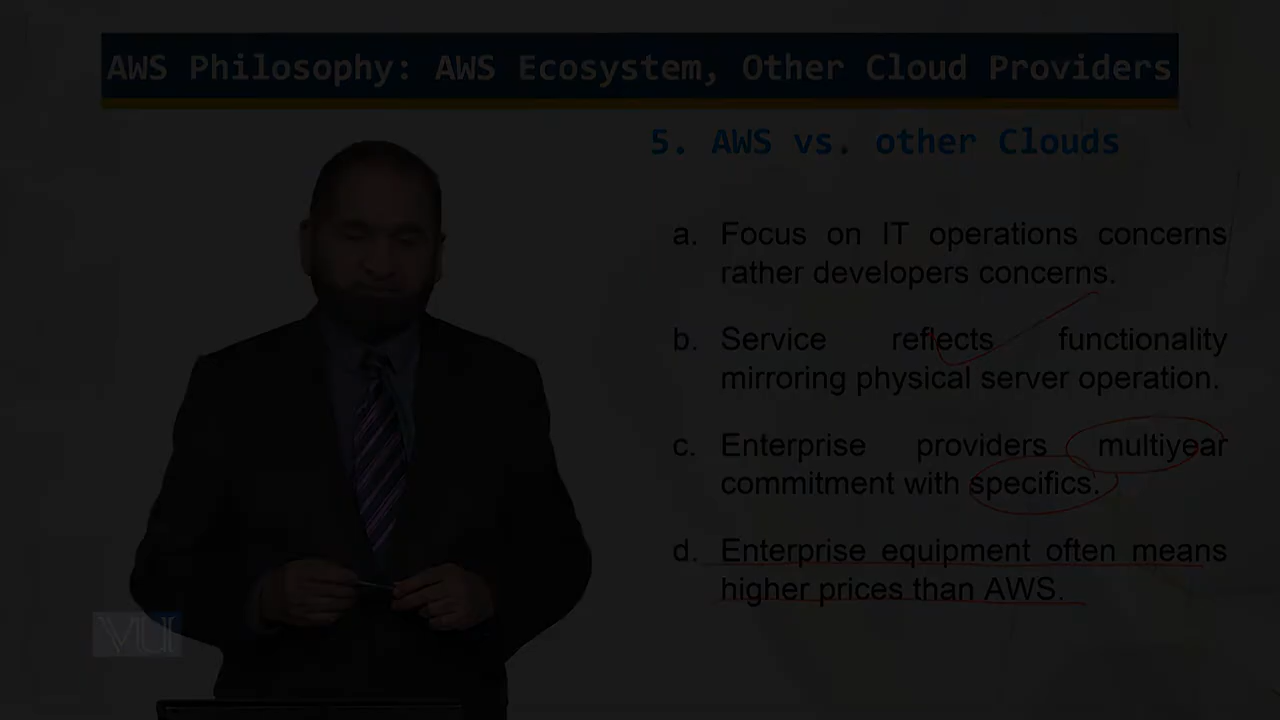 AWS Philosophy: AWS Ecosystem, Other Cloud Providers
5. AWS vs. other Clouds
a. Focus on IT operations concerns
rather developers concerns.
b. Service reflects functionality
mirroring physical server operation.
c. Enterprise providers multiyear
commitment with specifics.
d. Enterprise equipment often means
higher prices than AWS.
VU